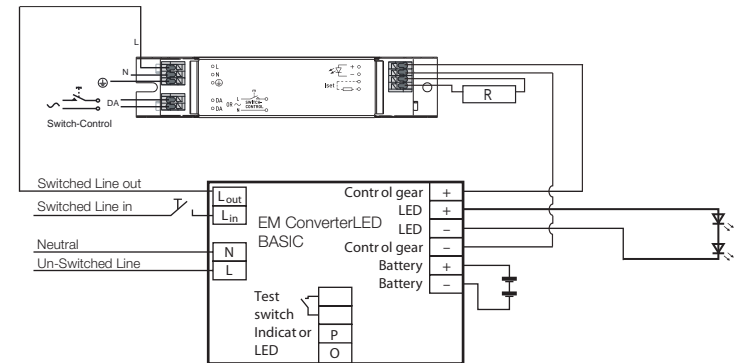 L
N
DA
Switch-Control
L
N
DA
DA
OR
L
N
SWITCH-
CONTROL
+
–
Iset
R
Switched Line out
Switched Line in
Neutral
Un-Switched Line
Lout
Lin
N
L
EM ConverterLED
BASIC
Control gear +
LED +
LED –
Control gear –
Battery +
Battery –
Test
switch
Indicator P
LED O